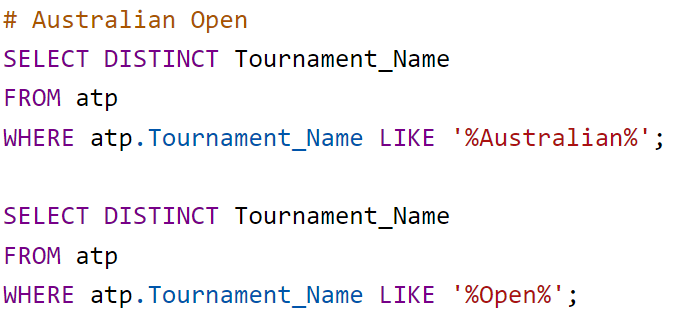 # Australian Open
SELECT DISTINCT Tournament_Name
FROM atp
WHERE atp.Tournament_Name LIKE '%Australian%';
SELECT DISTINCT Tournament_Name
FROM atp
WHERE atp.Tournament_Name LIKE '%Open%';